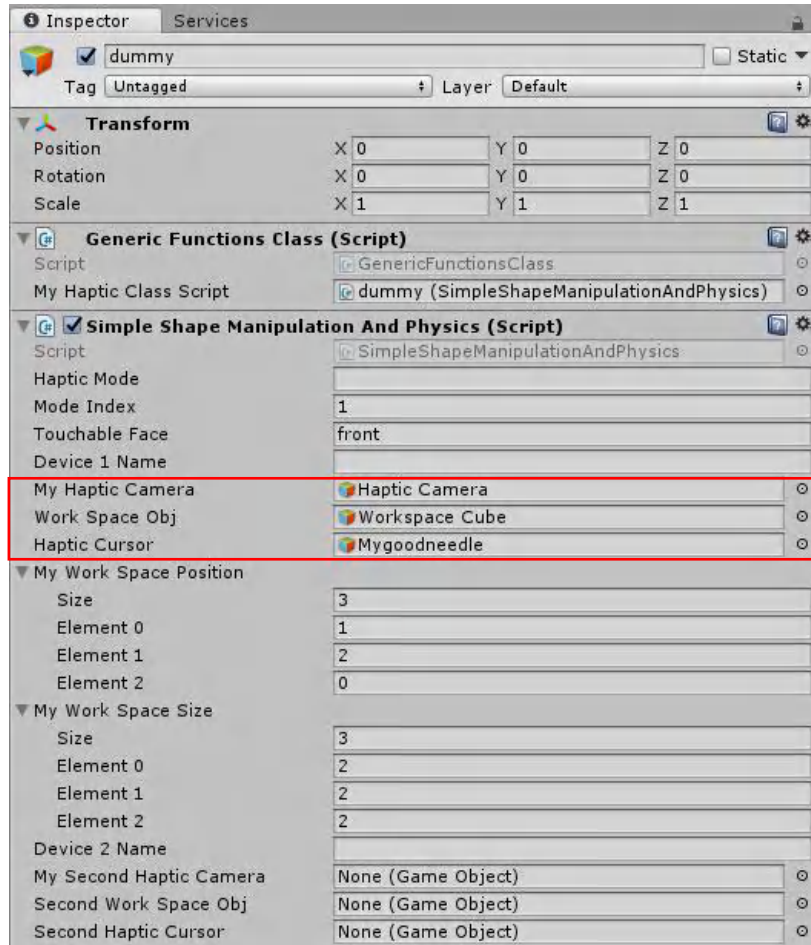 Inspector Services
dummy Static
Tag Untagged Layer Default
Transform
Position X 0 Y 0 Z 0
Rotation X 0 Y 0 Z 0
Scale X 1 Y 1 Z 1
Generic Functions Class (Script)
Script GenericFunctionsClass
My Haptic Class Script dummy (SimpleShapeManipulationAndPhysics)
Simple Shape Manipulation And Physics (Script)
Script SimpleShapeManipulationAndPhysics
Haptic Mode
Mode Index 1
Touchable Face front
Device 1 Name
My Haptic Camera Haptic Camera
Work Space Obj Workspace Cube
Haptic Cursor Mygoodneedle
My Work Space Position
Size 3
Element 0 1
Element 1 2
Element 2 0
My Work Space Size
Size 3
Element 0 2
Element 1 2
Element 2 2
Device 2 Name
My Second Haptic Camera None (Game Object)
Second Work Space Obj None (Game Object)
Second Haptic Cursor None (Game Object)